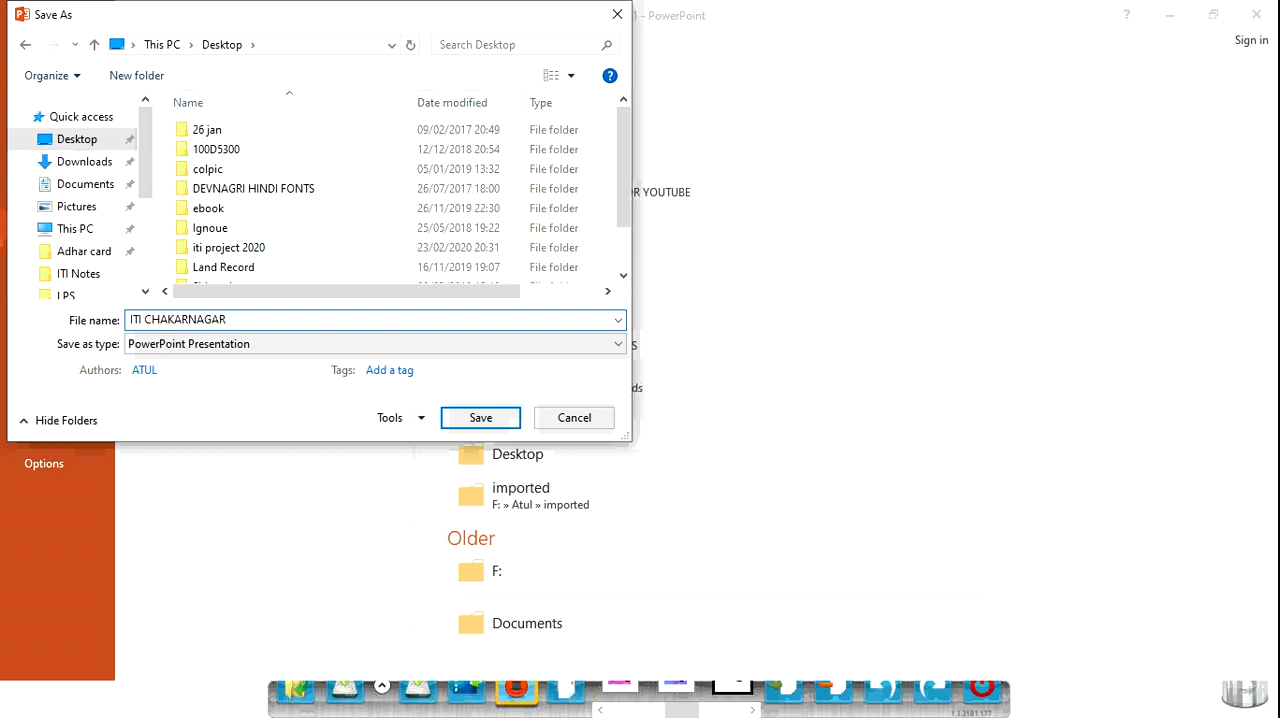 Save As
1 - PowerPoint
?
Sign in
This PC > Desktop >
Search Desktop
Organize
New folder
?
Name Date modified Type
Quick access
Desktop
Downloads
Documents
Pictures
This PC
Adhar card
ITI Notes
LPS
26 jan 09/02/2017 20:49 File folder
100D5300 12/12/2018 20:54 File folder
colpic 05/01/2019 13:32 File folder
DEVNAGRI HINDI FONTS 26/07/2017 18:00 File folder
ebook 26/11/2019 22:30 File folder
Ignoue 25/05/2018 19:22 File folder
iti project 2020 23/02/2020 20:31 File folder
Land Record 16/11/2019 19:07 File folder
OR YOUTUBE
File name: ITI CHAKARNAGAR
Save as type: PowerPoint Presentation
S
Authors: ATUL
Tags: Add a tag
ds
Hide Folders
Tools
Save
Cancel
Options
Desktop
imported
F: » Atul » imported
Older
F:
Documents
1.3.3181.177